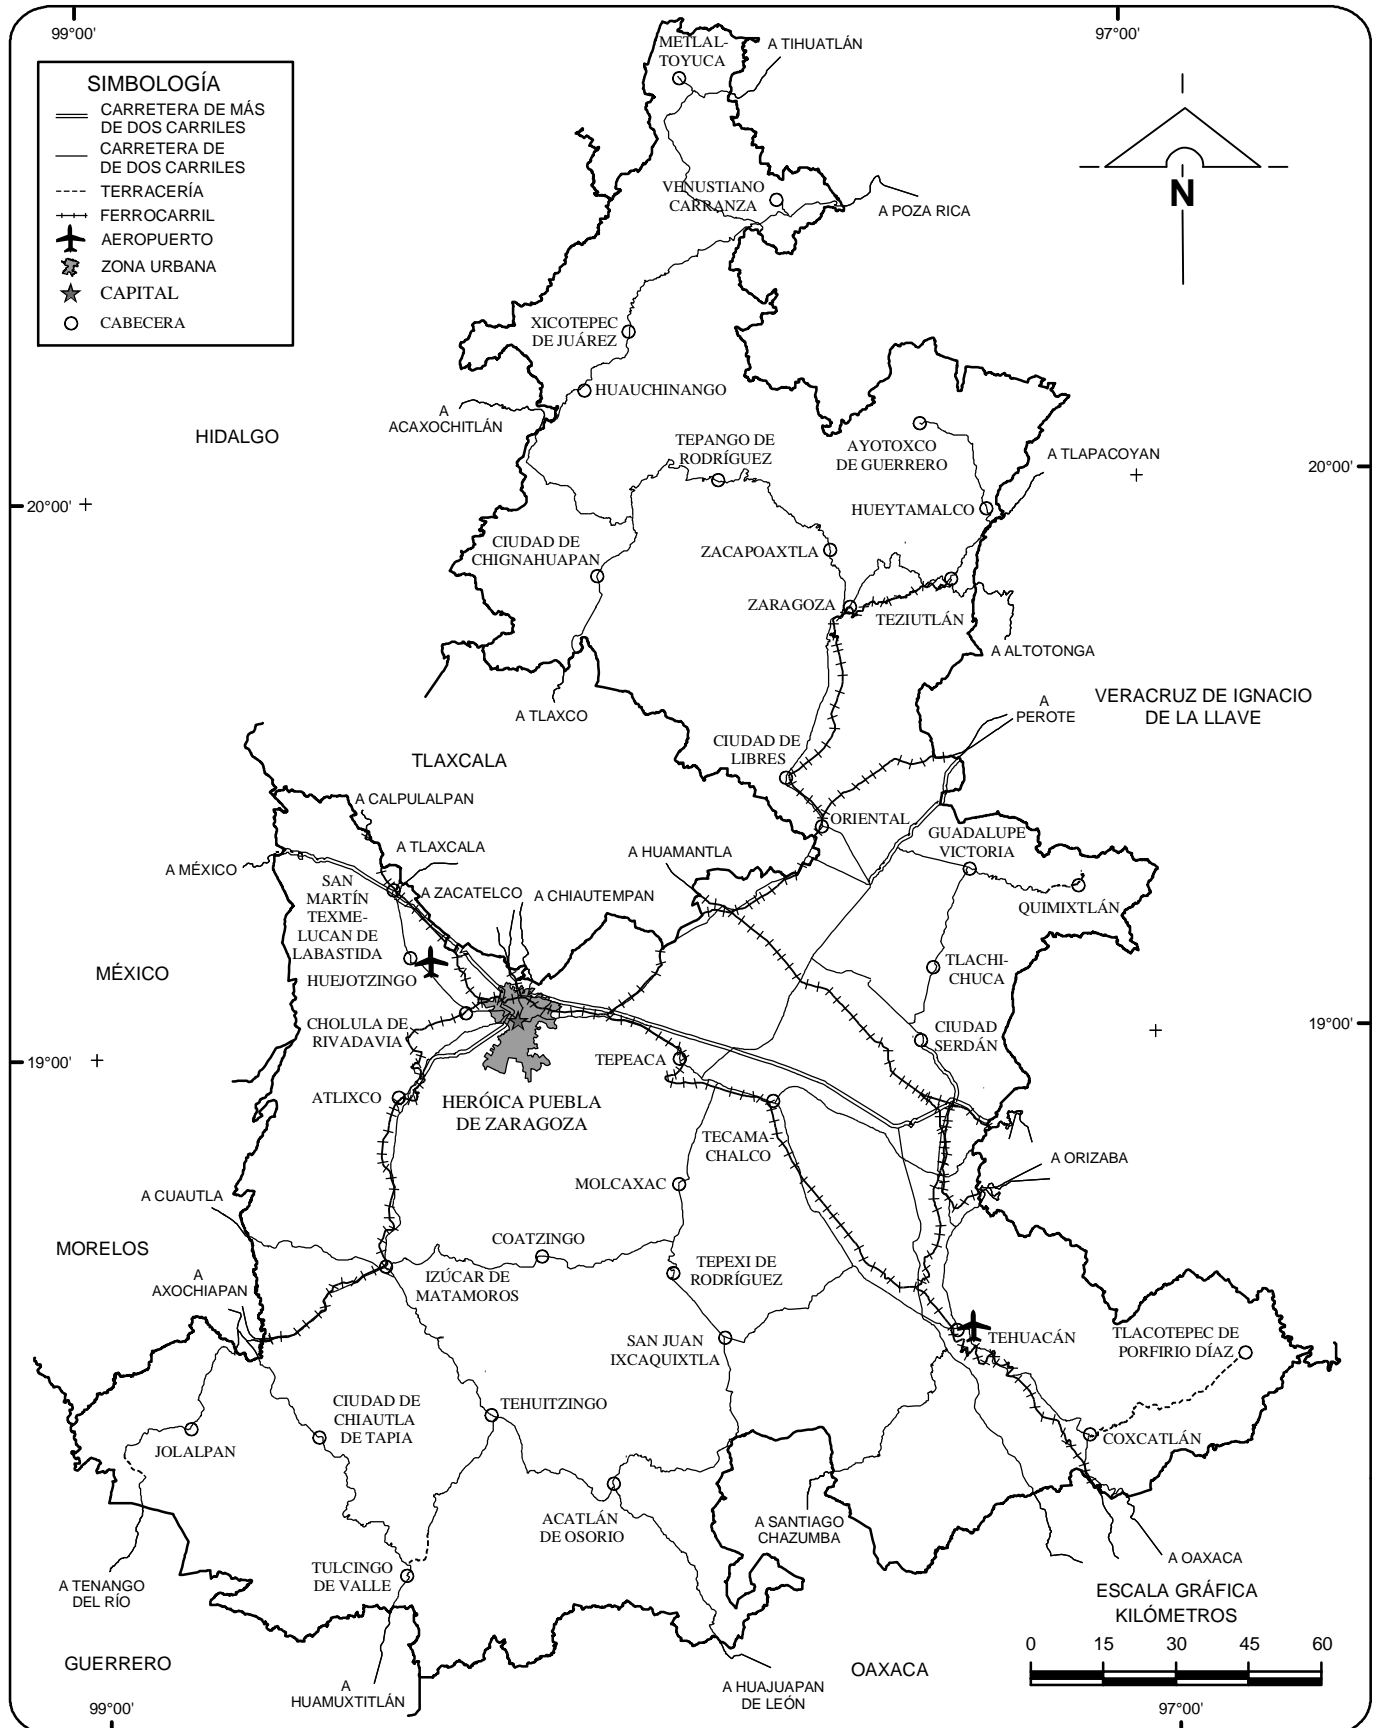 99°00'
97°00'
METLAL-
TOYUCA
A TIHUATLÁN
SIMBOLOGÍA
CARRETERA DE MÁS
DE DOS CARRILES
CARRETERA DE
DE DOS CARRILES
TERRACERÍA
FERROCARRIL
AEROPUERTO
ZONA URBANA
CAPITAL
CABECERA
VENUSTIANO
CARRANZA
A POZA RICA
N
XICOTEPEC
DE JUÁREZ
HUAUCHINANGO
A
ACAXOCHITLÁN
HIDALGO
TEPANGO DE
RODRÍGUEZ
AYOTOXCO
DE GUERRERO
A TLAPACOYAN
20°00'
20°00'
HUEYTAMALCO
CIUDAD DE
CHIGNAHUAPAN
ZACAPOAXTLA
ZARAGOZA
TEZIUTLÁN
A ALTOTONGA
A TLAXCO
A
PEROTE
VERACRUZ DE IGNACIO
DE LA LLAVE
CIUDAD DE
LIBRES
TLAXCALA
A CALPULALPAN
ORIENTAL
GUADALUPE
VICTORIA
A MÉXICO
A TLAXCALA
A HUAMANTLA
SAN
MARTÍN
TEXME-
LUCAN DE
LABASTIDA
A ZACATELCO
A CHIAUTEMPAN
QUIMIXTLÁN
MÉXICO
HUEJOTZINGO
TLACHI-
CHUCA
CHOLULA DE
RIVADAVIA
CIUDAD
SERDÁN
19°00'
19°00'
TEPEACA
ATLIXCO
HERÓICA PUEBLA
DE ZARAGOZA
TECAMA-
CHALCO
A ORIZABA
MOLCAXAC
A CUAUTLA
MORELOS
COATZINGO
A
AXOCHIAPAN
IZÚCAR DE
MATAMOROS
TEPEXI DE
RODRÍGUEZ
SAN JUAN
IXCAQUIXTLA
TEHUACÁN
TLACOTEPEC DE
PORFIRIO DÍAZ
CIUDAD DE
CHIAUTLA
DE TAPIA
TEHUITZINGO
JOLALPAN
COXCATLÁN
ACATLÁN
DE OSORIO
A SANTIAGO
CHAZUMBA
A OAXACA
TULCINGO
DE VALLE
A TENANGO
DEL RÍO
ESCALA GRÁFICA
KILÓMETROS
0 15 30 45 60
GUERRERO
OAXACA
A
HUAMUXTITLÁN
A HUAJUAPAN
DE LEÓN
99°00'
97°00'